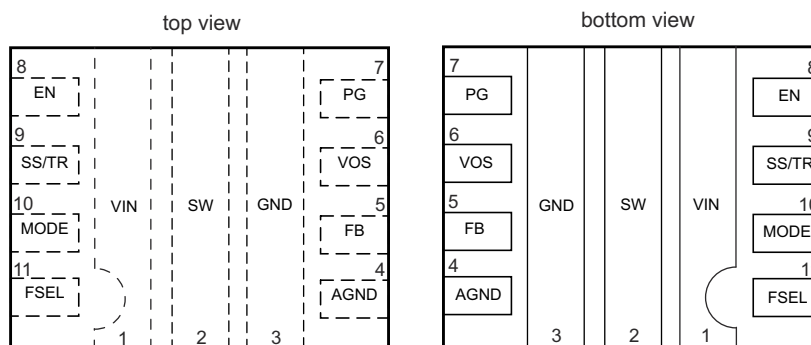 top view
8
EN
9
SS/TR
10
MODE
11
FSEL
VIN
SW
GND
7
PG
6
VOS
5
FB
4
AGND
1
2
3
bottom view
7
PG
6
VOS
5
FB
4
AGND
GND
SW
VIN
8
EN
9
SS/TR
10
MODE
1
FSEL
3
2
1